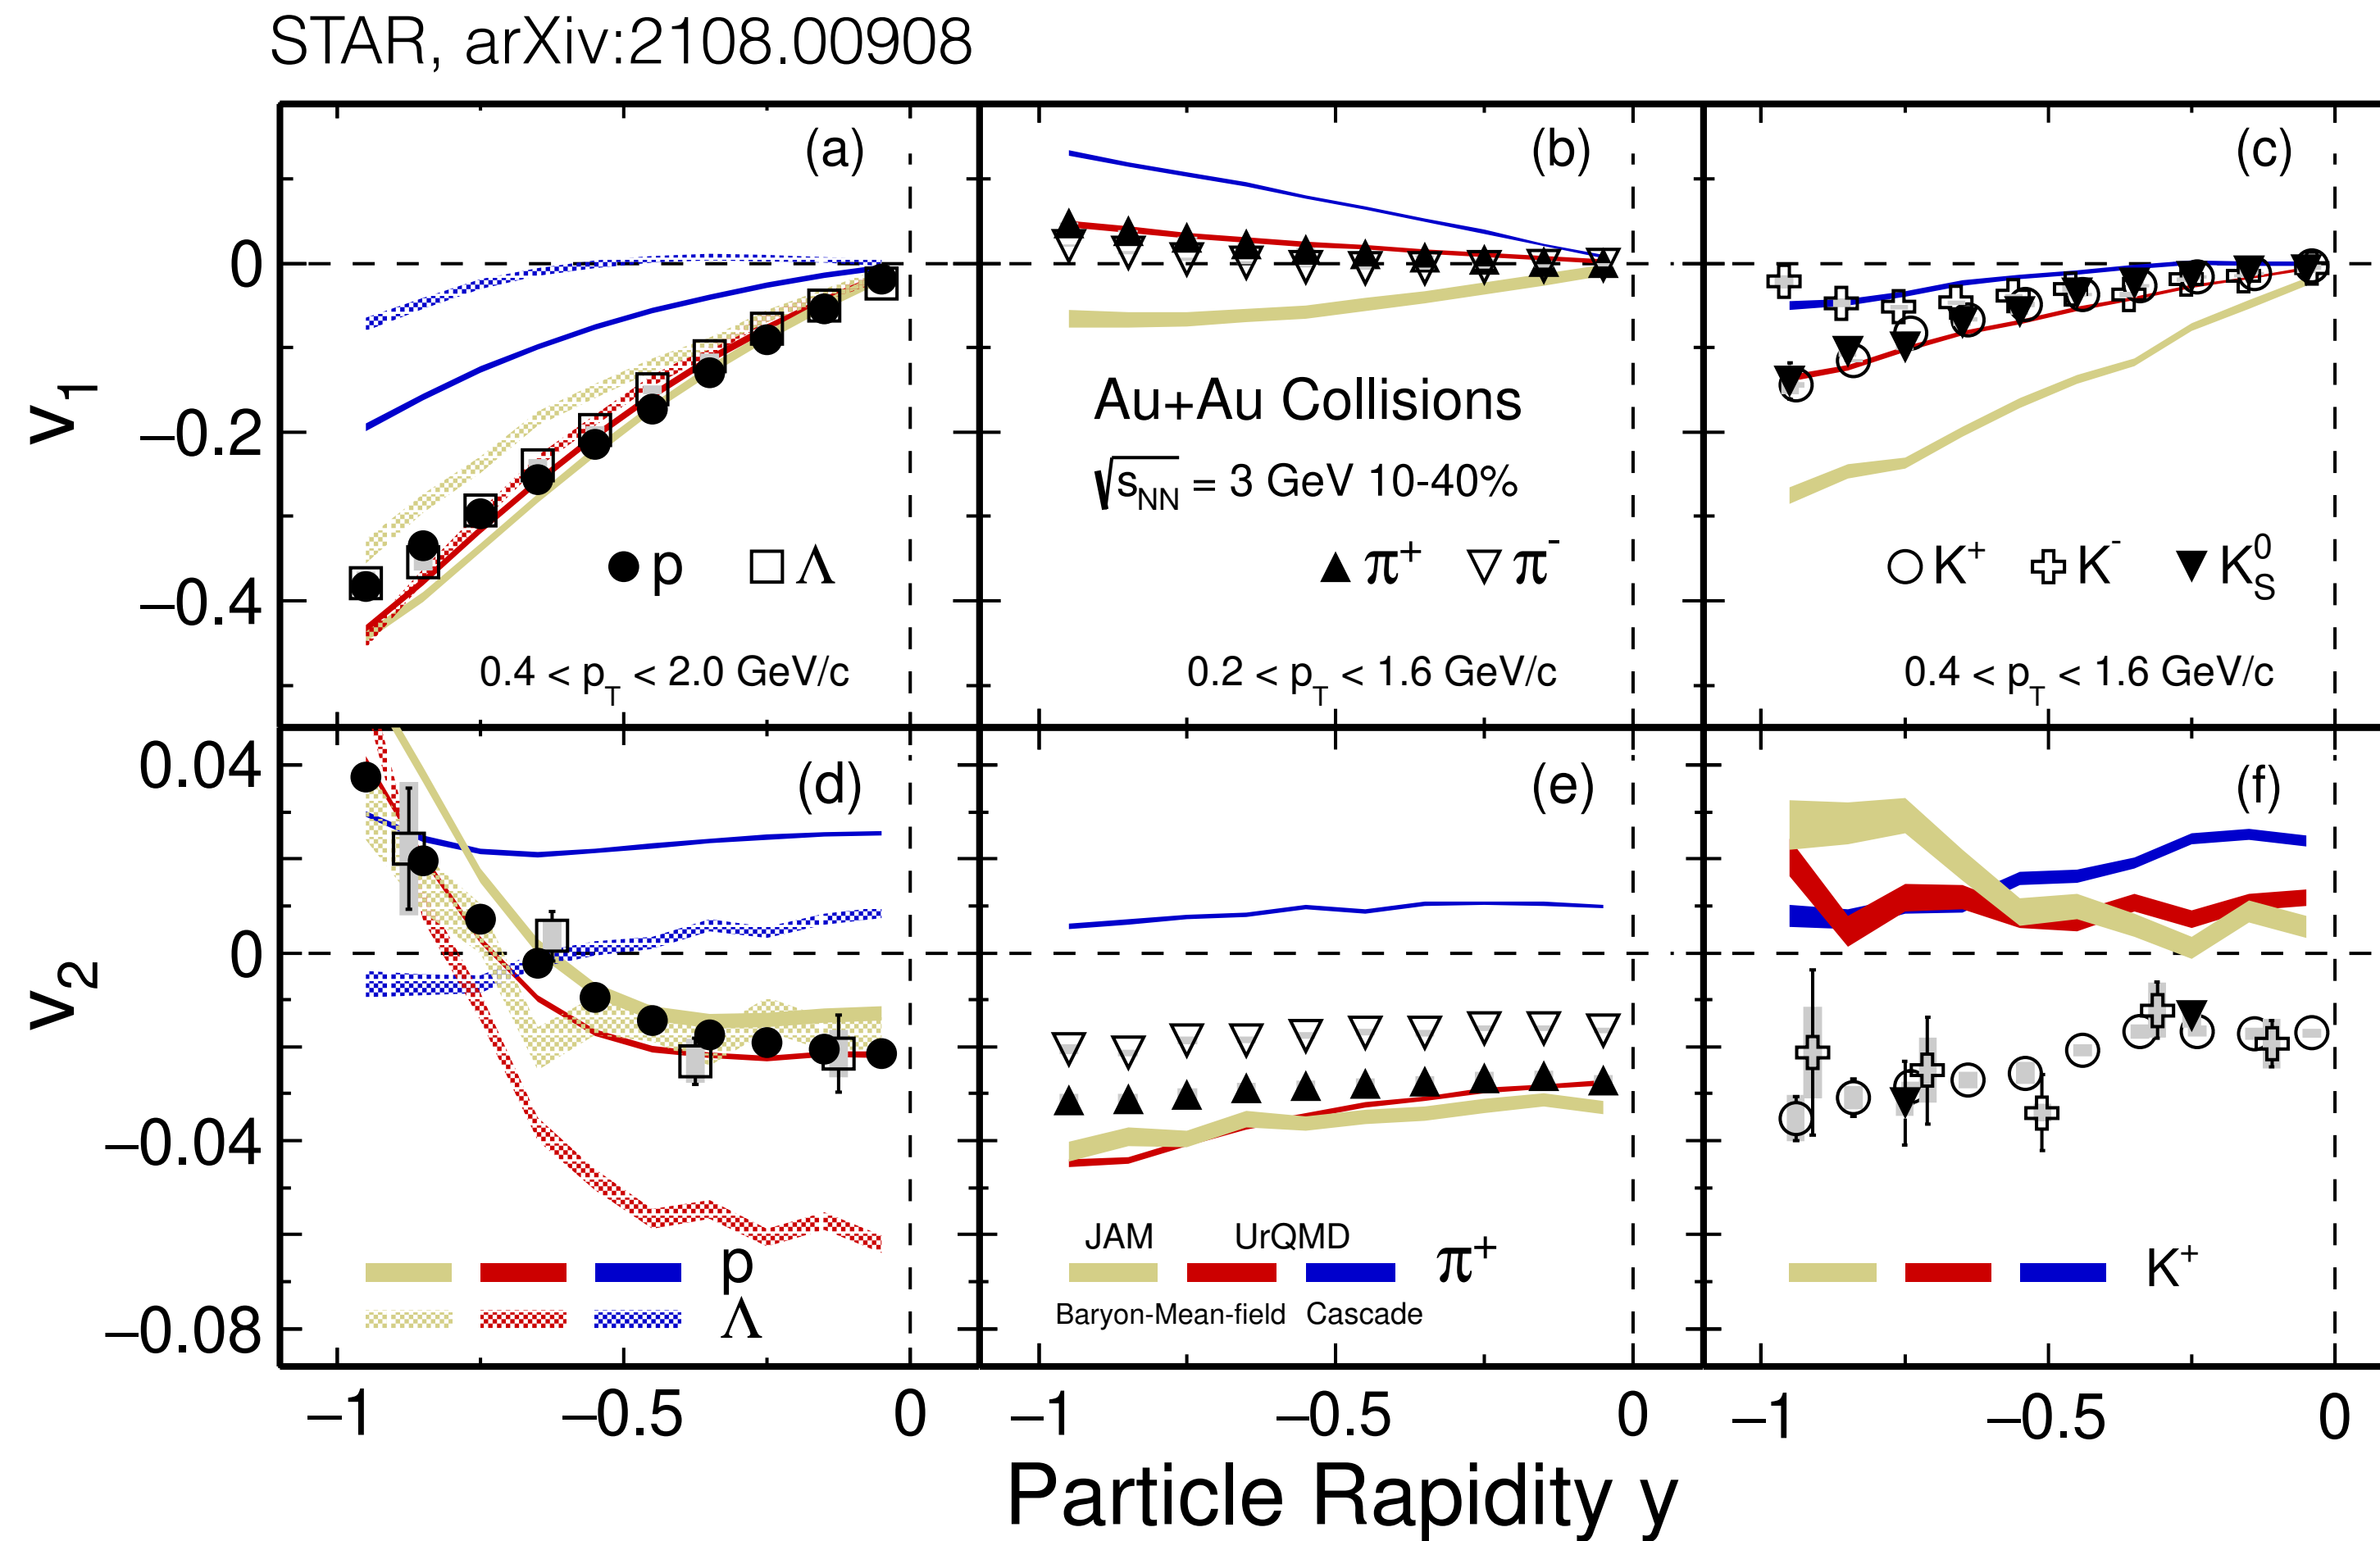 STAR, arXiv:2108.00908
(a) (b) (c)
v1
0
–0.2
–0.4
Au+Au Collisions
√sNN = 3 GeV 10-40%
p Λ
π+ π-
K+ K- K0S
0.4 < pT < 2.0 GeV/c
0.2 < pT < 1.6 GeV/c
0.4 < pT < 1.6 GeV/c
(d) (e) (f)
v2
0.04
0
–0.04
–0.08
p
Λ
JAM UrQMD
π+
Baryon-Mean-field Cascade
K+
–1 –0.5 0 –1 –0.5 0 –1 –0.5 0
Particle Rapidity y